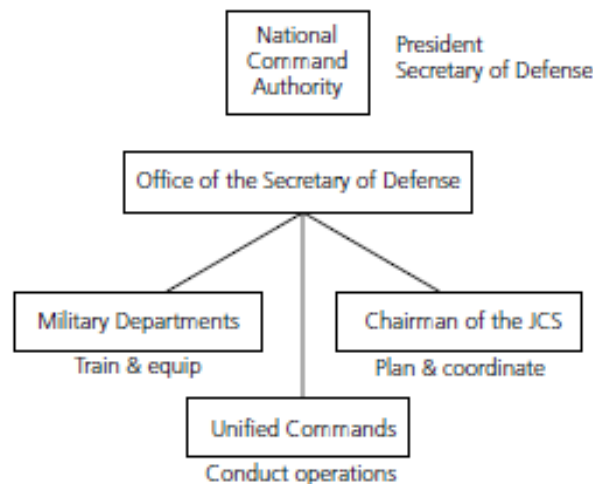 National
Command
Authority
President
Secretary of Defense
Office of the Secretary of Defense
Military Departments
Train & equip
Chairman of the JCS
Plan & coordinate
Unified Commands
Conduct operations